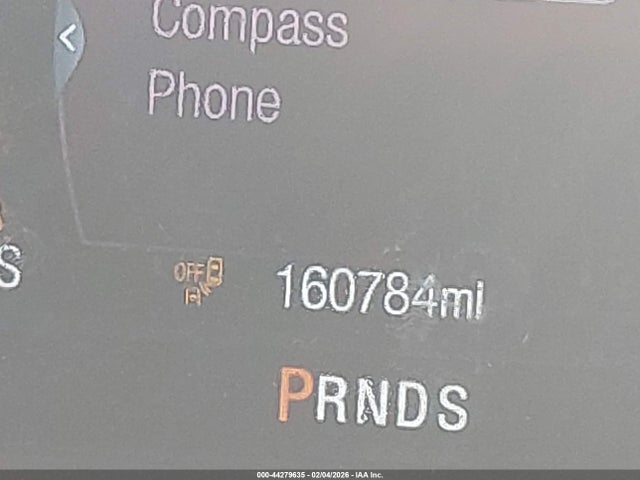 Compass
Phone
S
OFF
160784mi
PRNDS
000-44279635 - 02/04/2026 - IAA Inc.